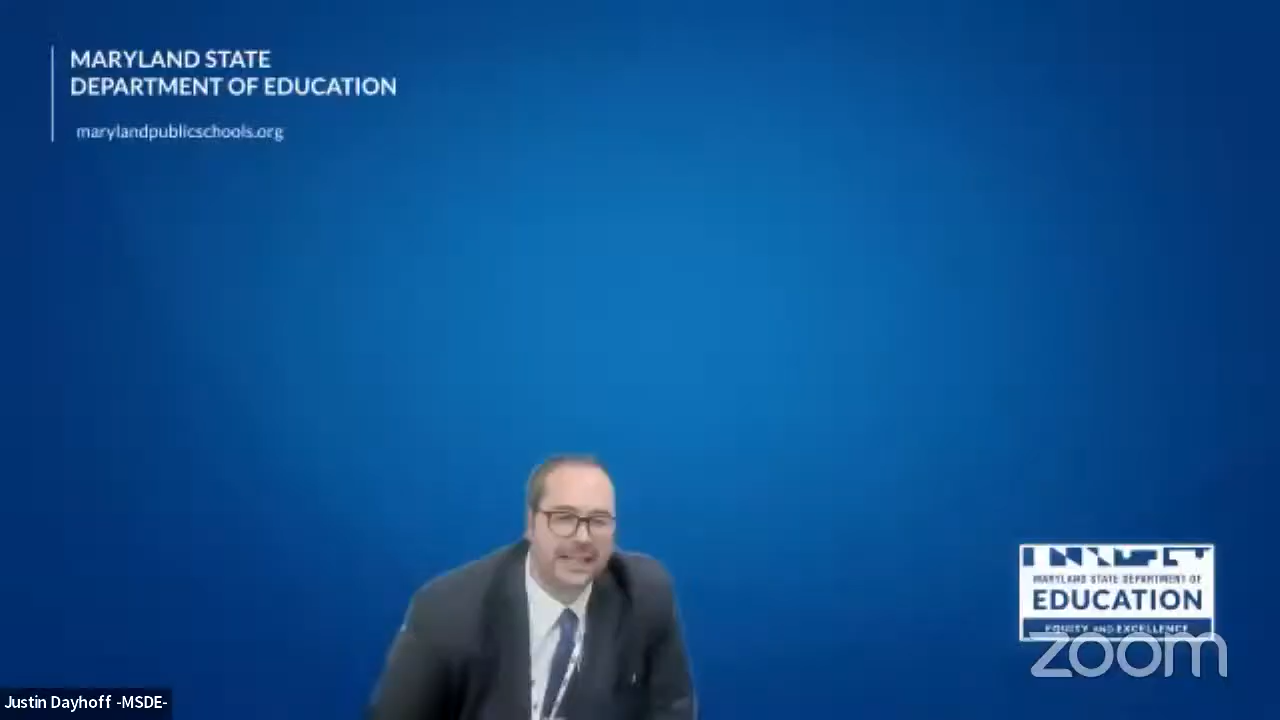 MARYLAND STATE
DEPARTMENT OF EDUCATION
marylandpublicschools.org
MARYLAND STATE DEPARTMENT OF
EDUCATION
EQUITY AND EXCELLENCE
zoom
Justin Dayhoff -MSDE-